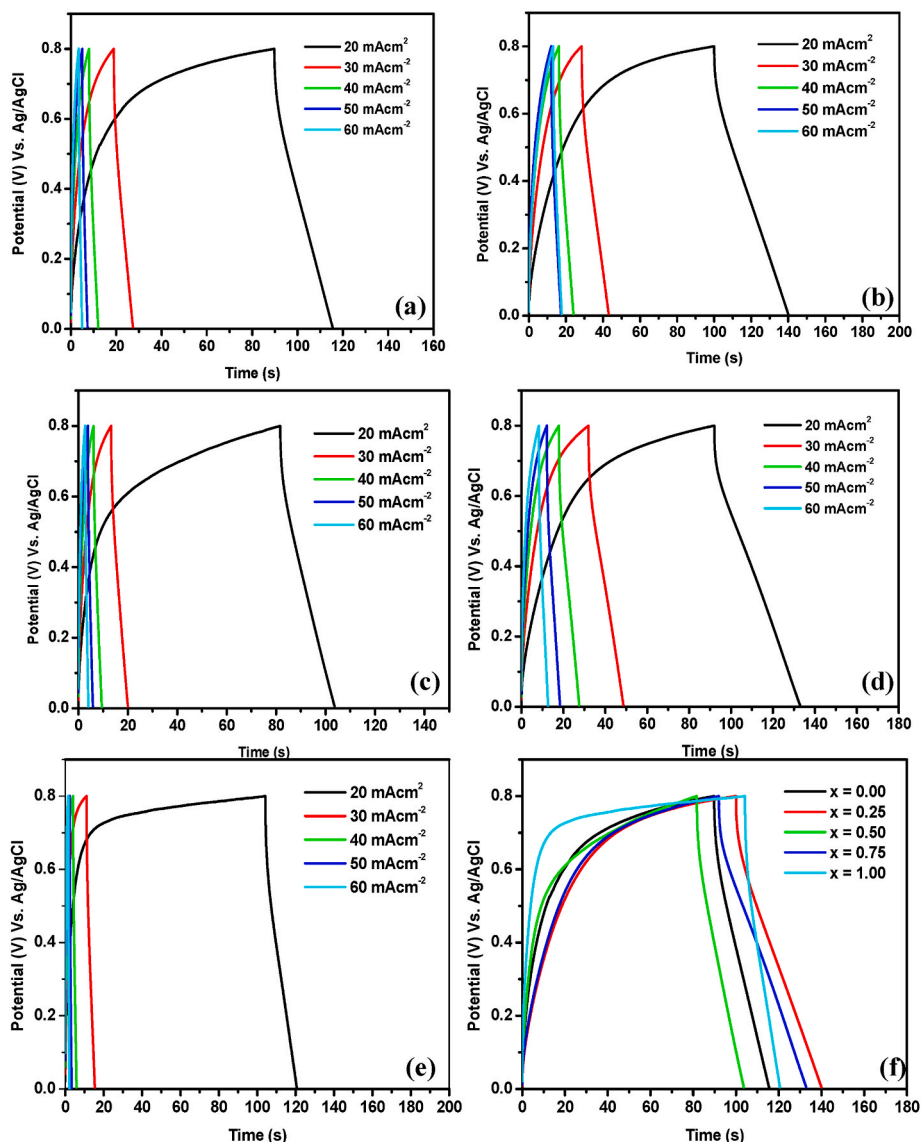 0.8
0.6
0.4
0.2
0.0
Potential (V) Vs. Ag/AgCl
20 mAcm²
30 mAcm⁻²
40 mAcm⁻²
50 mAcm⁻²
60 mAcm⁻²
(a)
0 20 40 60 80 100 120 140 160
Time (s)
0.8
0.6
0.4
0.2
0.0
Potential (V) Vs. Ag/AgCl
20 mAcm²
30 mAcm⁻²
40 mAcm⁻²
50 mAcm⁻²
60 mAcm⁻²
(b)
0 20 40 60 80 100 120 140 160 180
Time (s)
0.8
0.6
0.4
0.2
0.0
Potential (V) Vs. Ag/AgCl
20 mAcm²
30 mAcm⁻²
40 mAcm⁻²
50 mAcm⁻²
60 mAcm⁻²
(c)
0 20 40 60 80 100 120 140
Time (s)
0.8
0.6
0.4
0.2
0.0
Potential (V) Vs. Ag/AgCl
20 mAcm²
30 mAcm⁻²
40 mAcm⁻²
50 mAcm⁻²
60 mAcm⁻²
(d)
0 20 40 60 80 100 120 140 160 180
Time (s)
0.8
0.6
0.4
0.2
0.0
Potential (V) Vs. Ag/AgCl
20 mAcm²
30 mAcm⁻²
40 mAcm⁻²
50 mAcm⁻²
60 mAcm⁻²
(e)
0 20 40 60 80 100 120 140 160 180 200
Time (s)
0.8
0.6
0.4
0.2
0.0
Potential (V) Vs. Ag/AgCl
x = 0.00
x = 0.25
x = 0.50
x = 0.75
x = 1.00
(f)
0 20 40 60 80 100 120 140 160 180
Time (s)